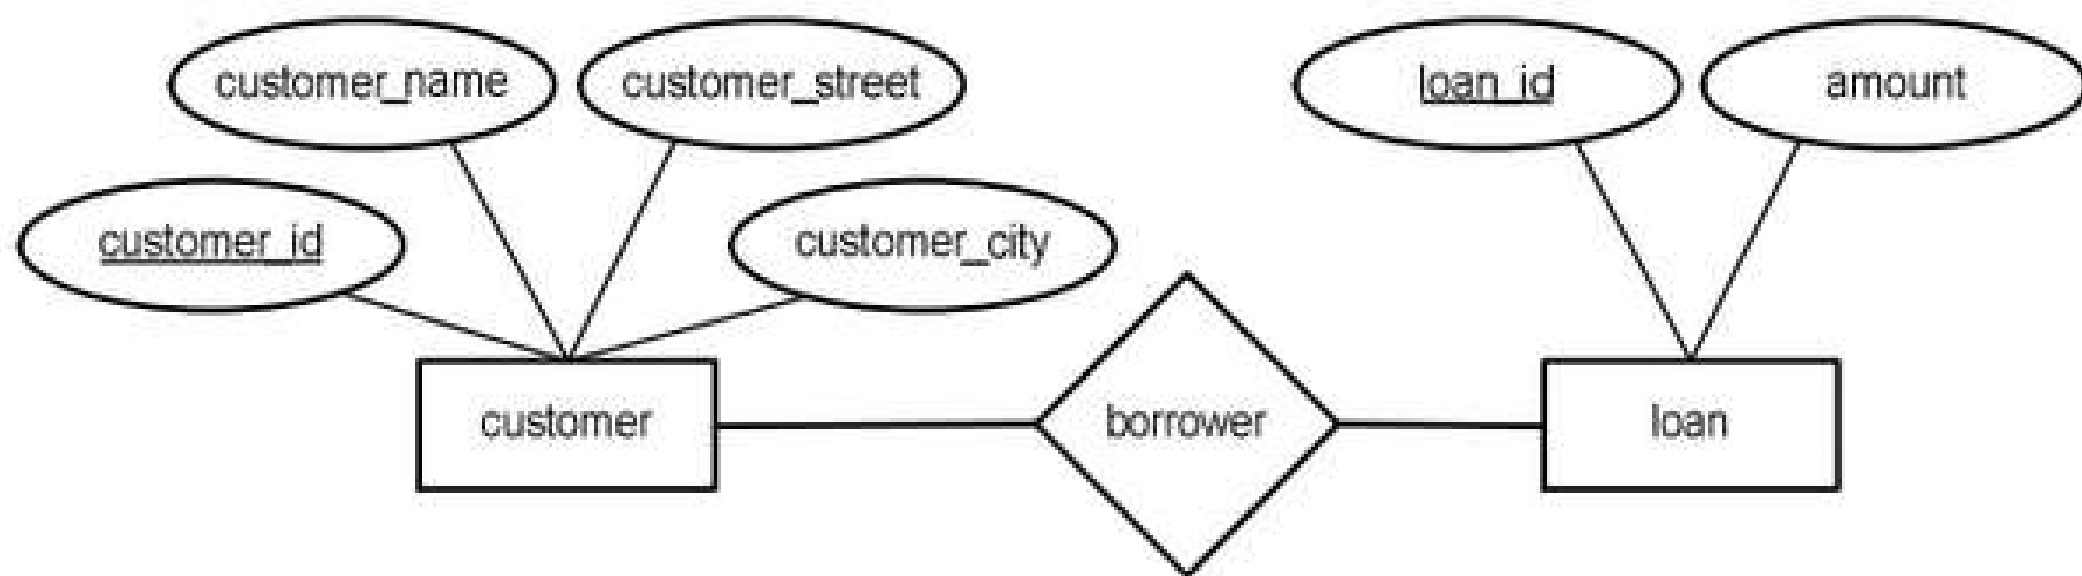 customer_name
customer_street
loan_id
amount
customer_id
customer_city
customer
borrower
loan